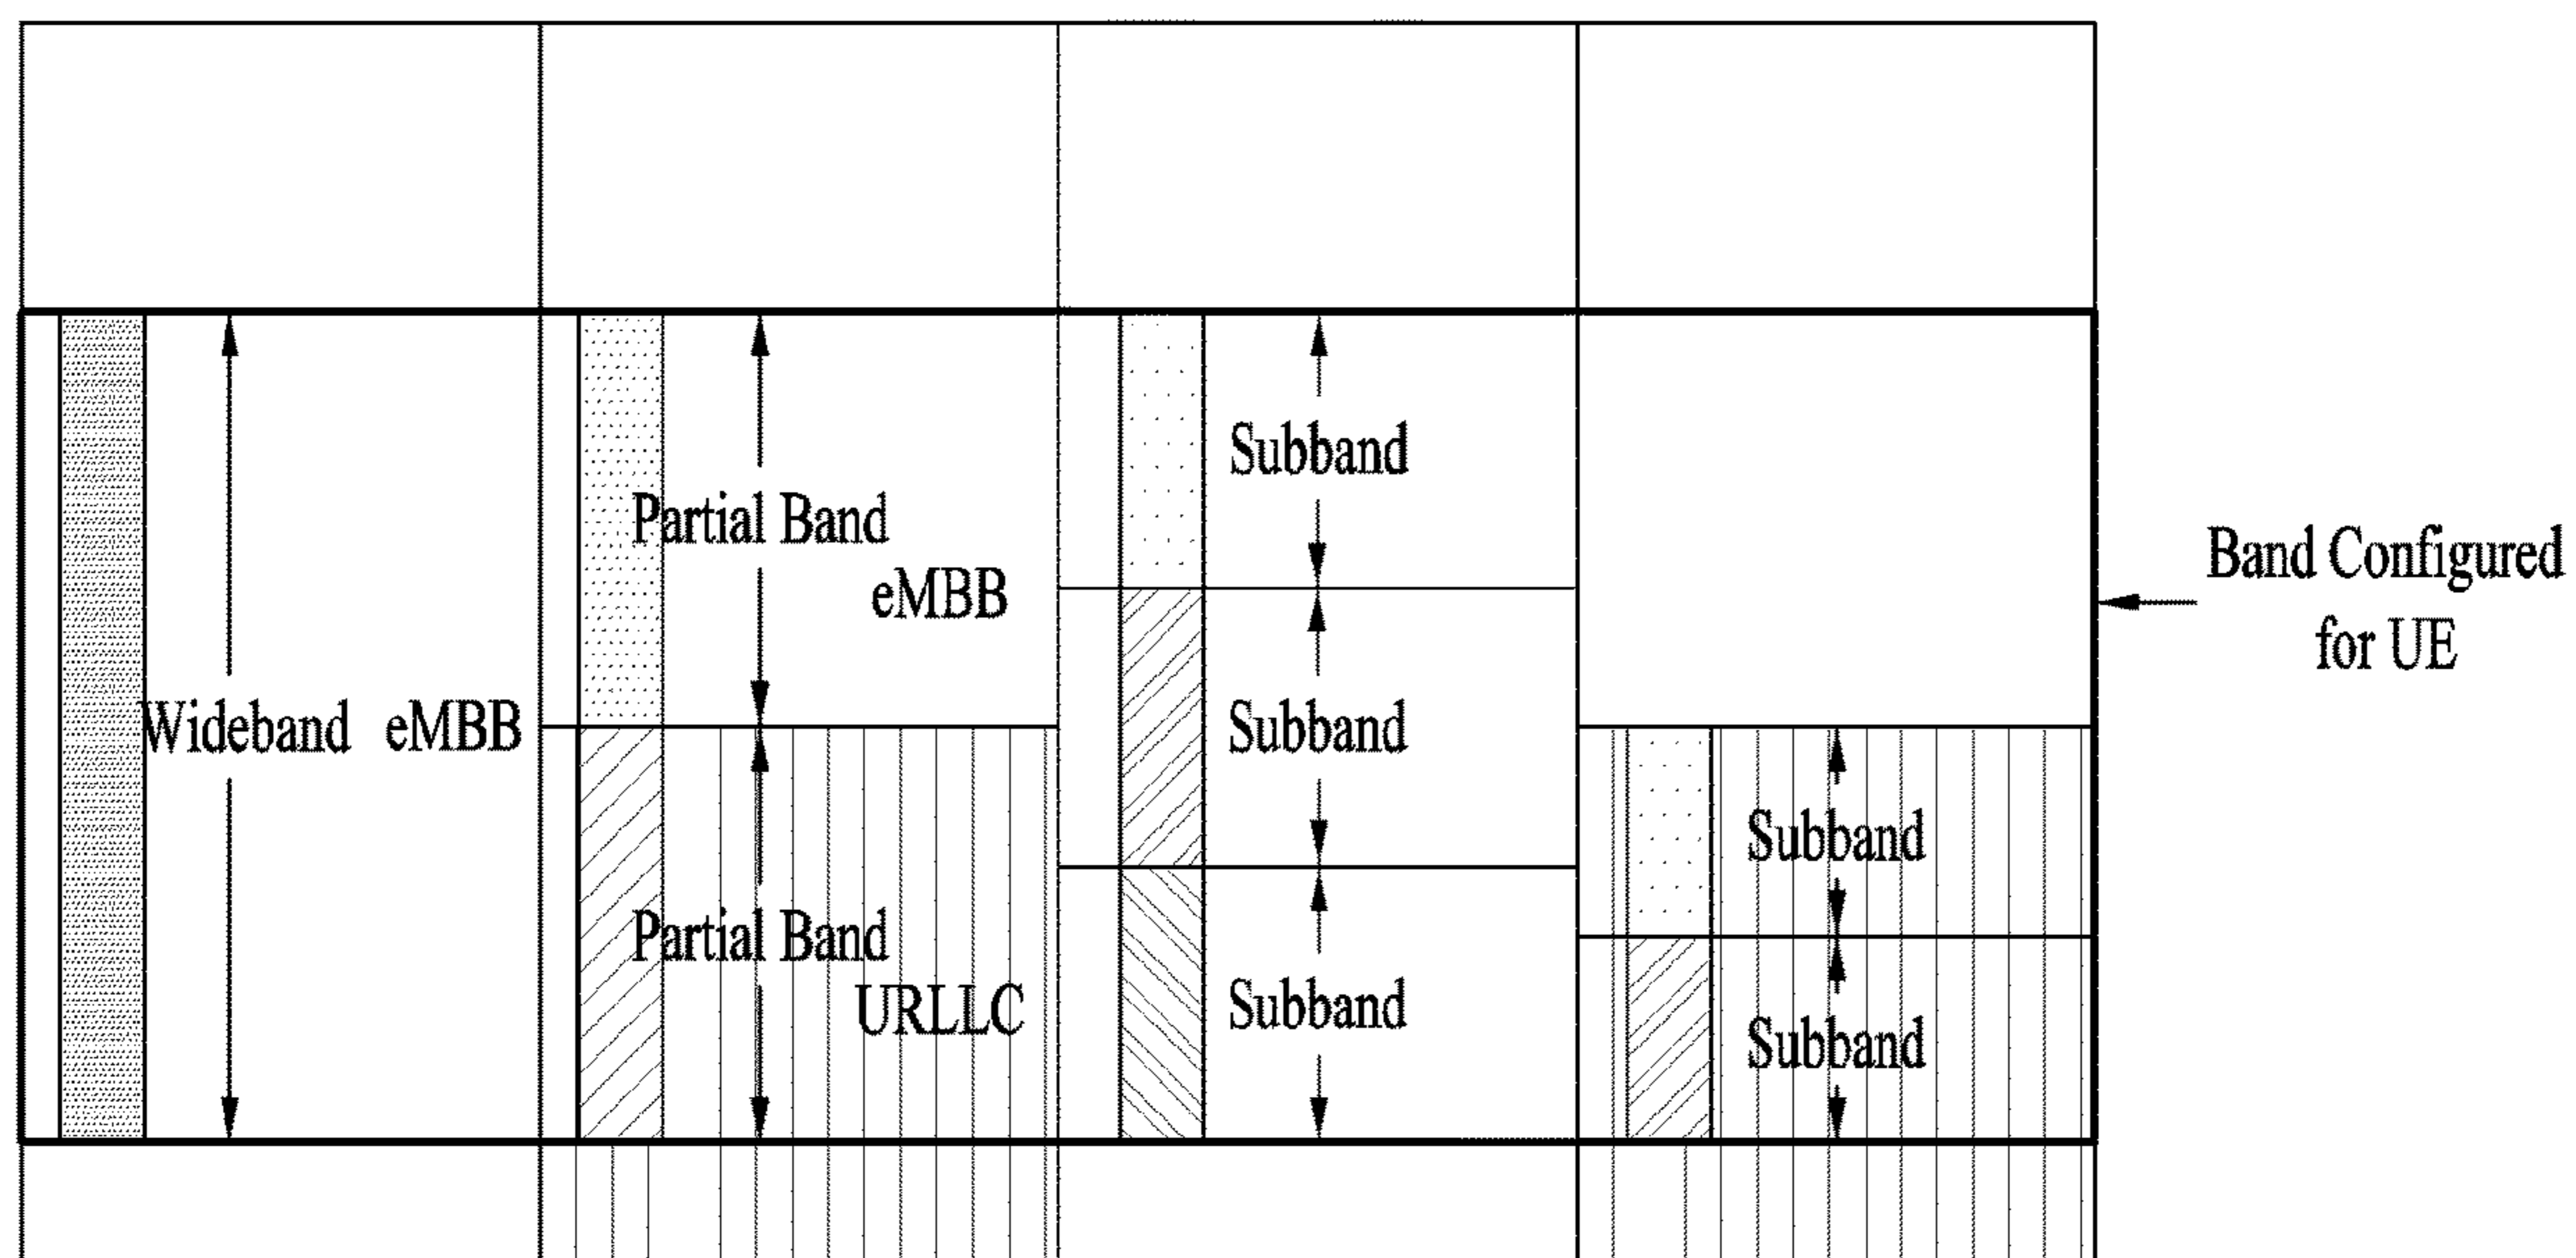 Wideband eMBB
Partial Band
eMBB
Partial Band
URLLC
Subband
Subband
Subband
Subband
Subband
Band Configured
for UE